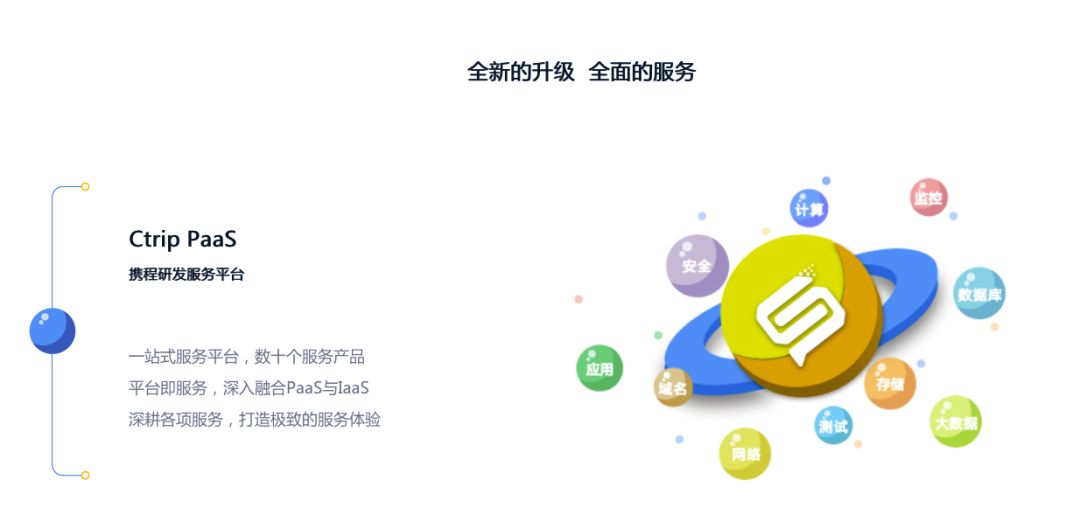 全新的升级 全面的服务
Ctrip PaaS
携程研发服务平台
一站式服务平台，数十个服务产品
平台即服务，深入融合PaaS与IaaS
深耕各项服务，打造极致的服务体验
计算
监控
安全
数据库
应用
域名
存储
测试
大数据
网络